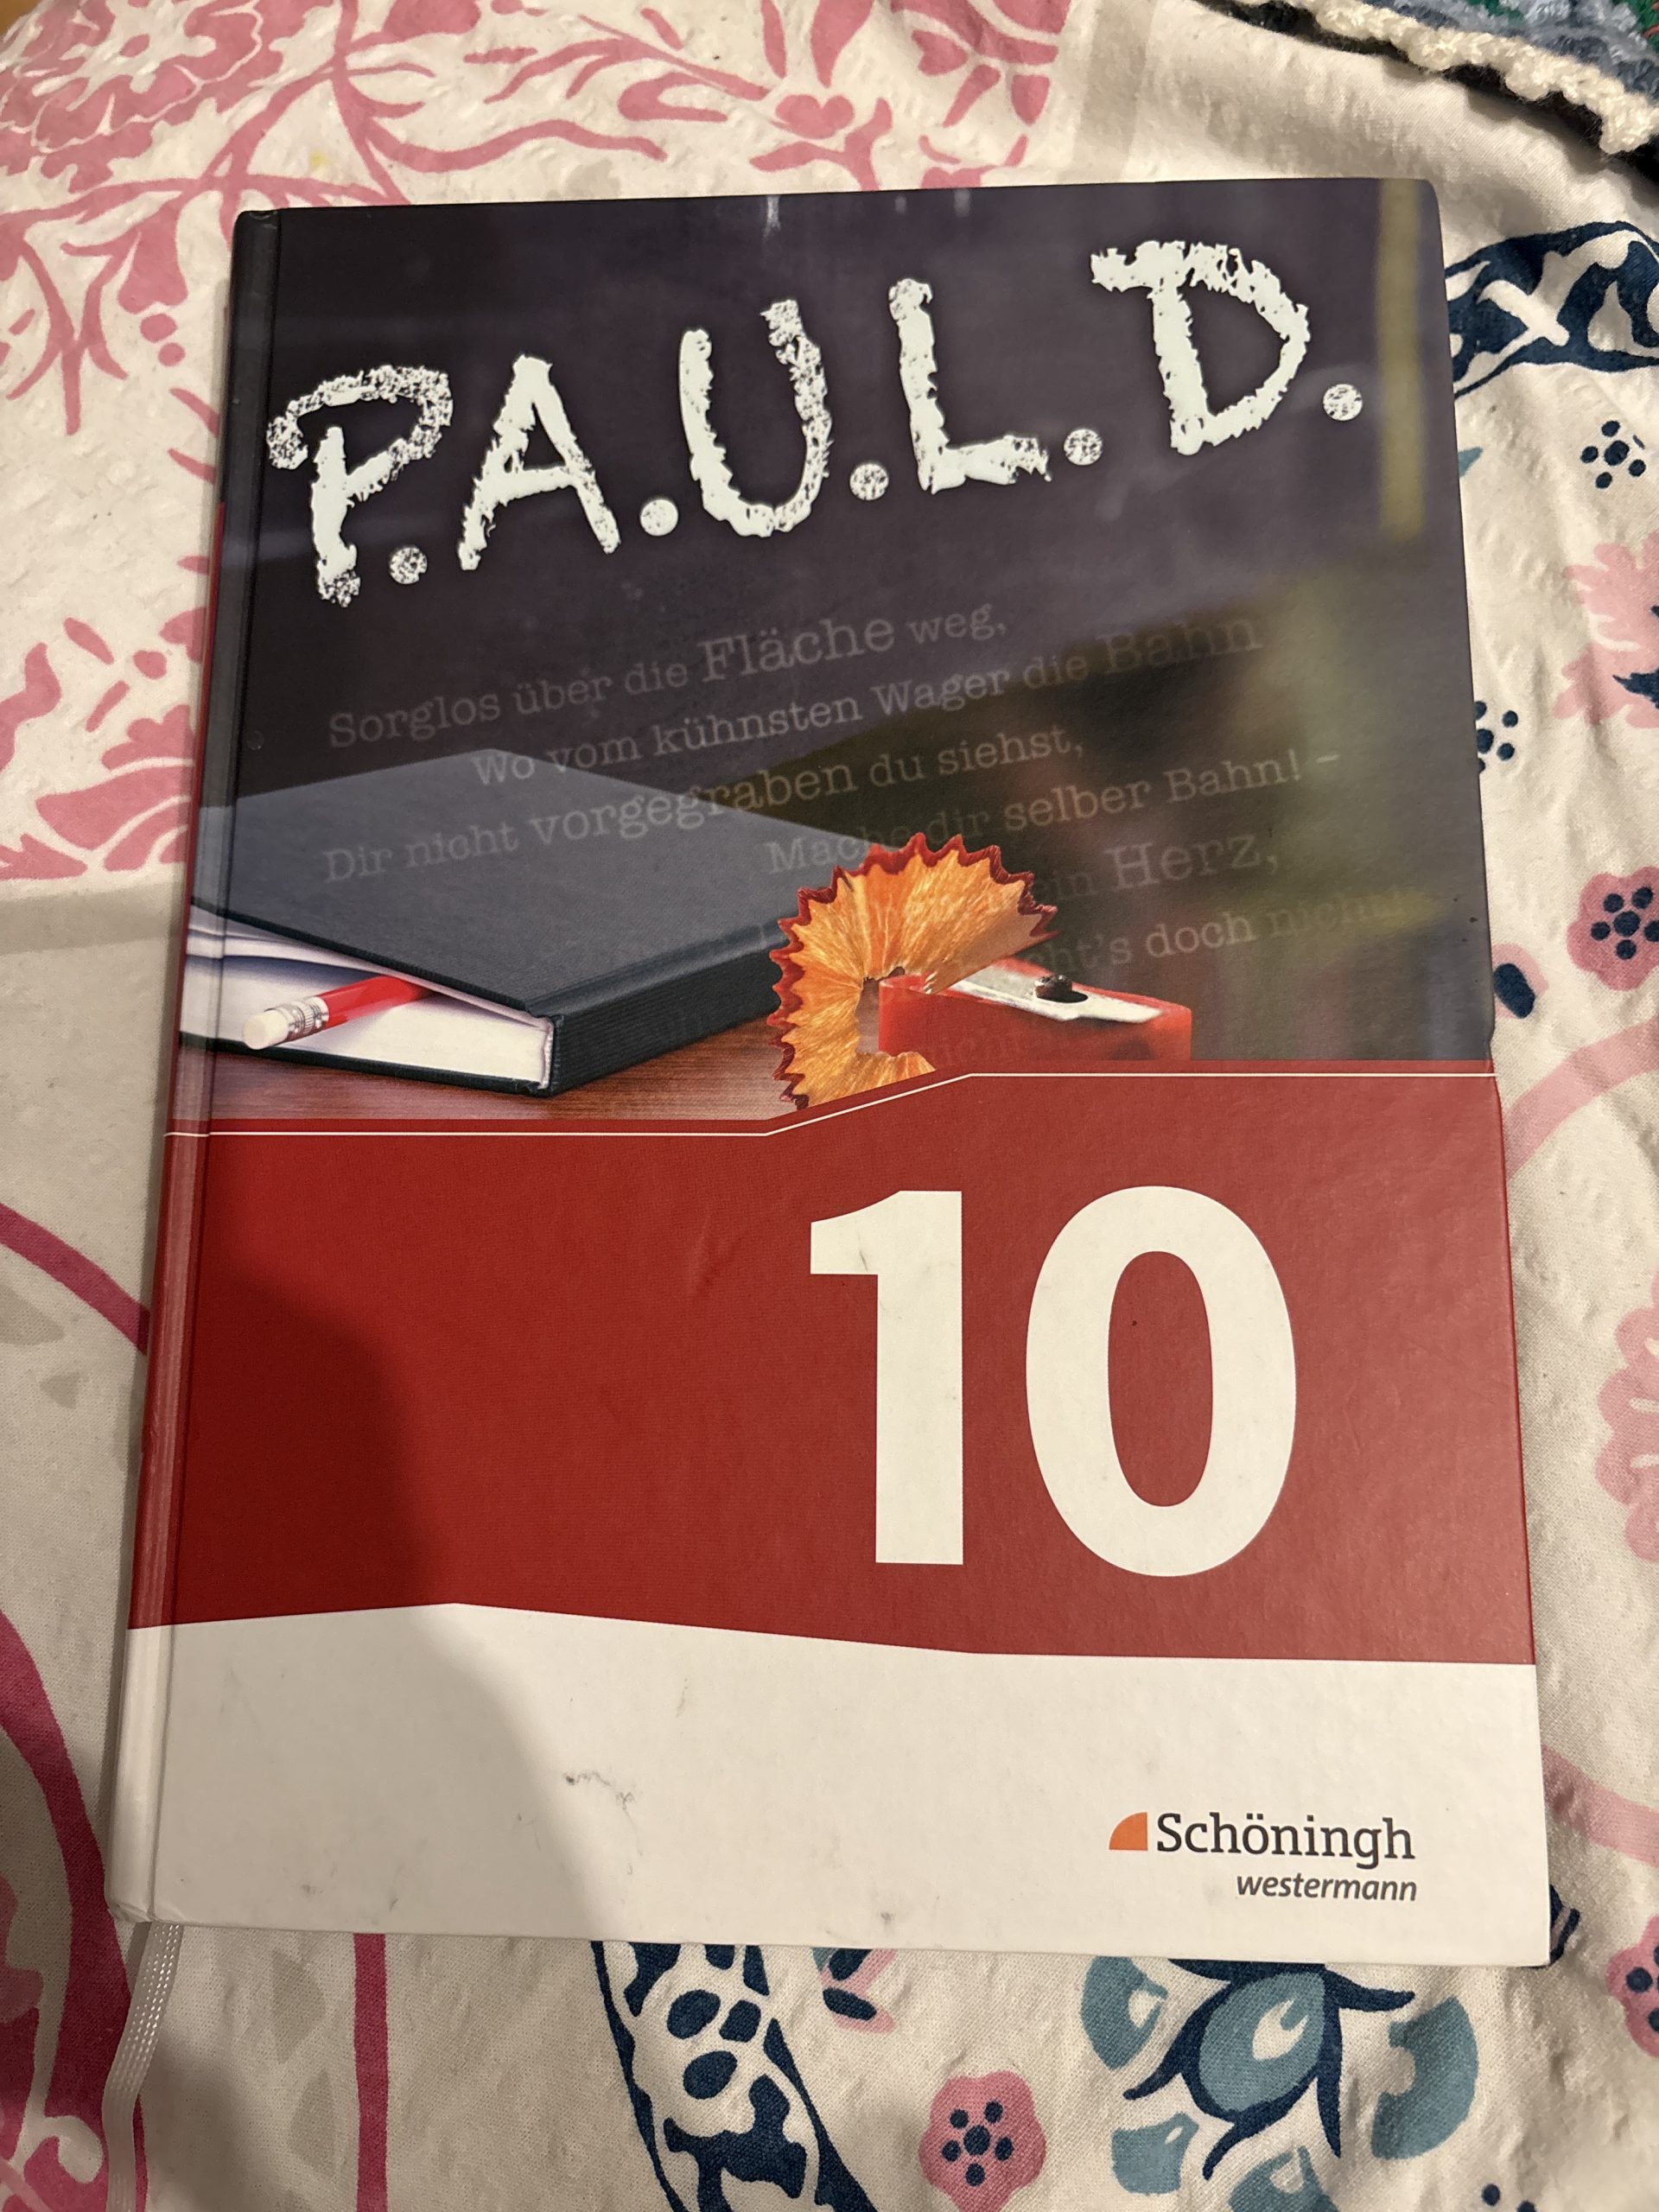 P.A.U.L. D.
Sorglos über die Fläche weg,
Wo vom kühnsten Wager die Bahn
Dir nicht vorgegraben du siehst,
Mache dir selber Bahn! –
Herz,
doch nicht
10
Schöningh
westermann